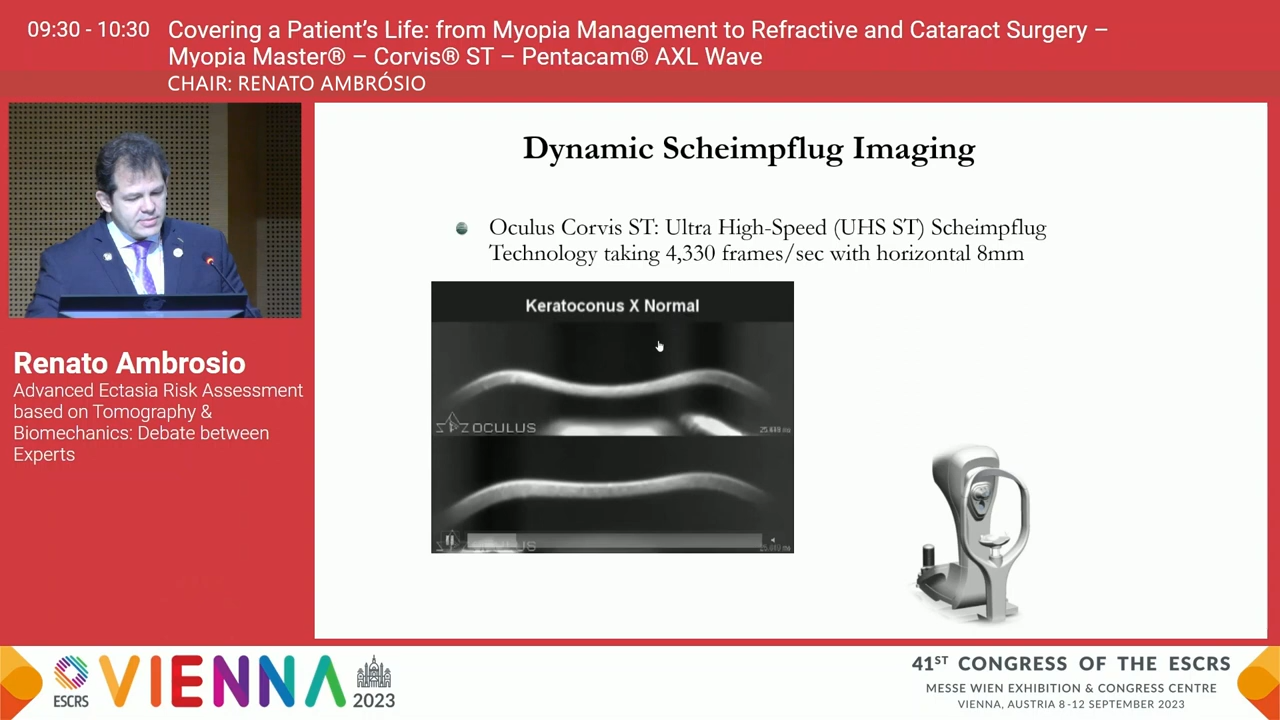 09:30 - 10:30
Covering a Patient's Life: from Myopia Management to Refractive and Cataract Surgery –
Myopia Master® – Corvis® ST – Pentacam® AXL Wave
CHAIR: RENATO AMBRÓSIO
Renato Ambrosio
Advanced Ectasia Risk Assessment
based on Tomography &
Biomechanics: Debate between
Experts
Dynamic Scheimpflug Imaging
Oculus Corvis ST: Ultra High-Speed (UHS ST) Scheimpflug
Technology taking 4,330 frames/sec with horizontal 8mm
Keratoconus X Normal
OCULUS
OCULUS
ESCRS
VIENNA
2023
41ST CONGRESS OF THE ESCRS
MESSE WIEN EXHIBITION & CONGRESS CENTRE
VIENNA, AUSTRIA 8 -12 SEPTEMBER 2023